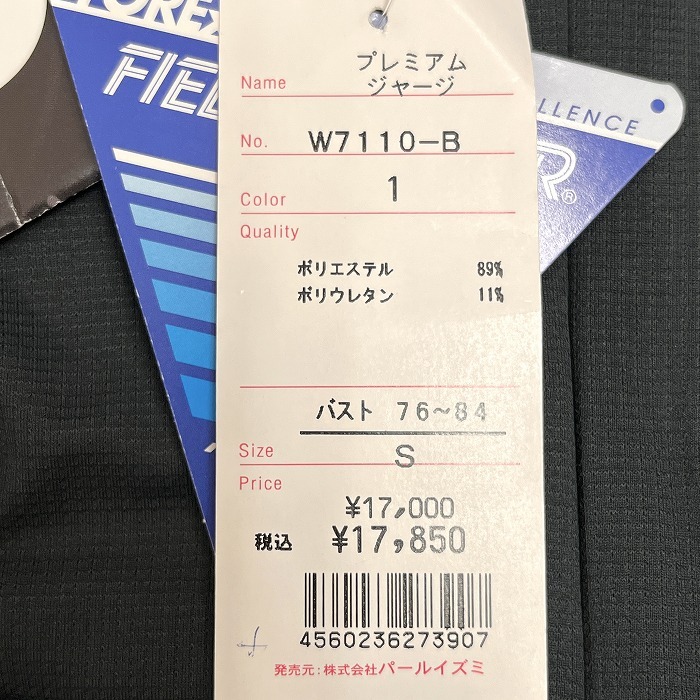 FIEL
LLENCE
R®
Name プレミアム
ジャージ
No. W7110-B
Color 1
Quality
ポリエステル 89%
ポリウレタン 11%
バスト 76~84
Size S
Price
¥17,000
税込 ¥17,850
4560236273907
発売元:株式会社パールイズミ